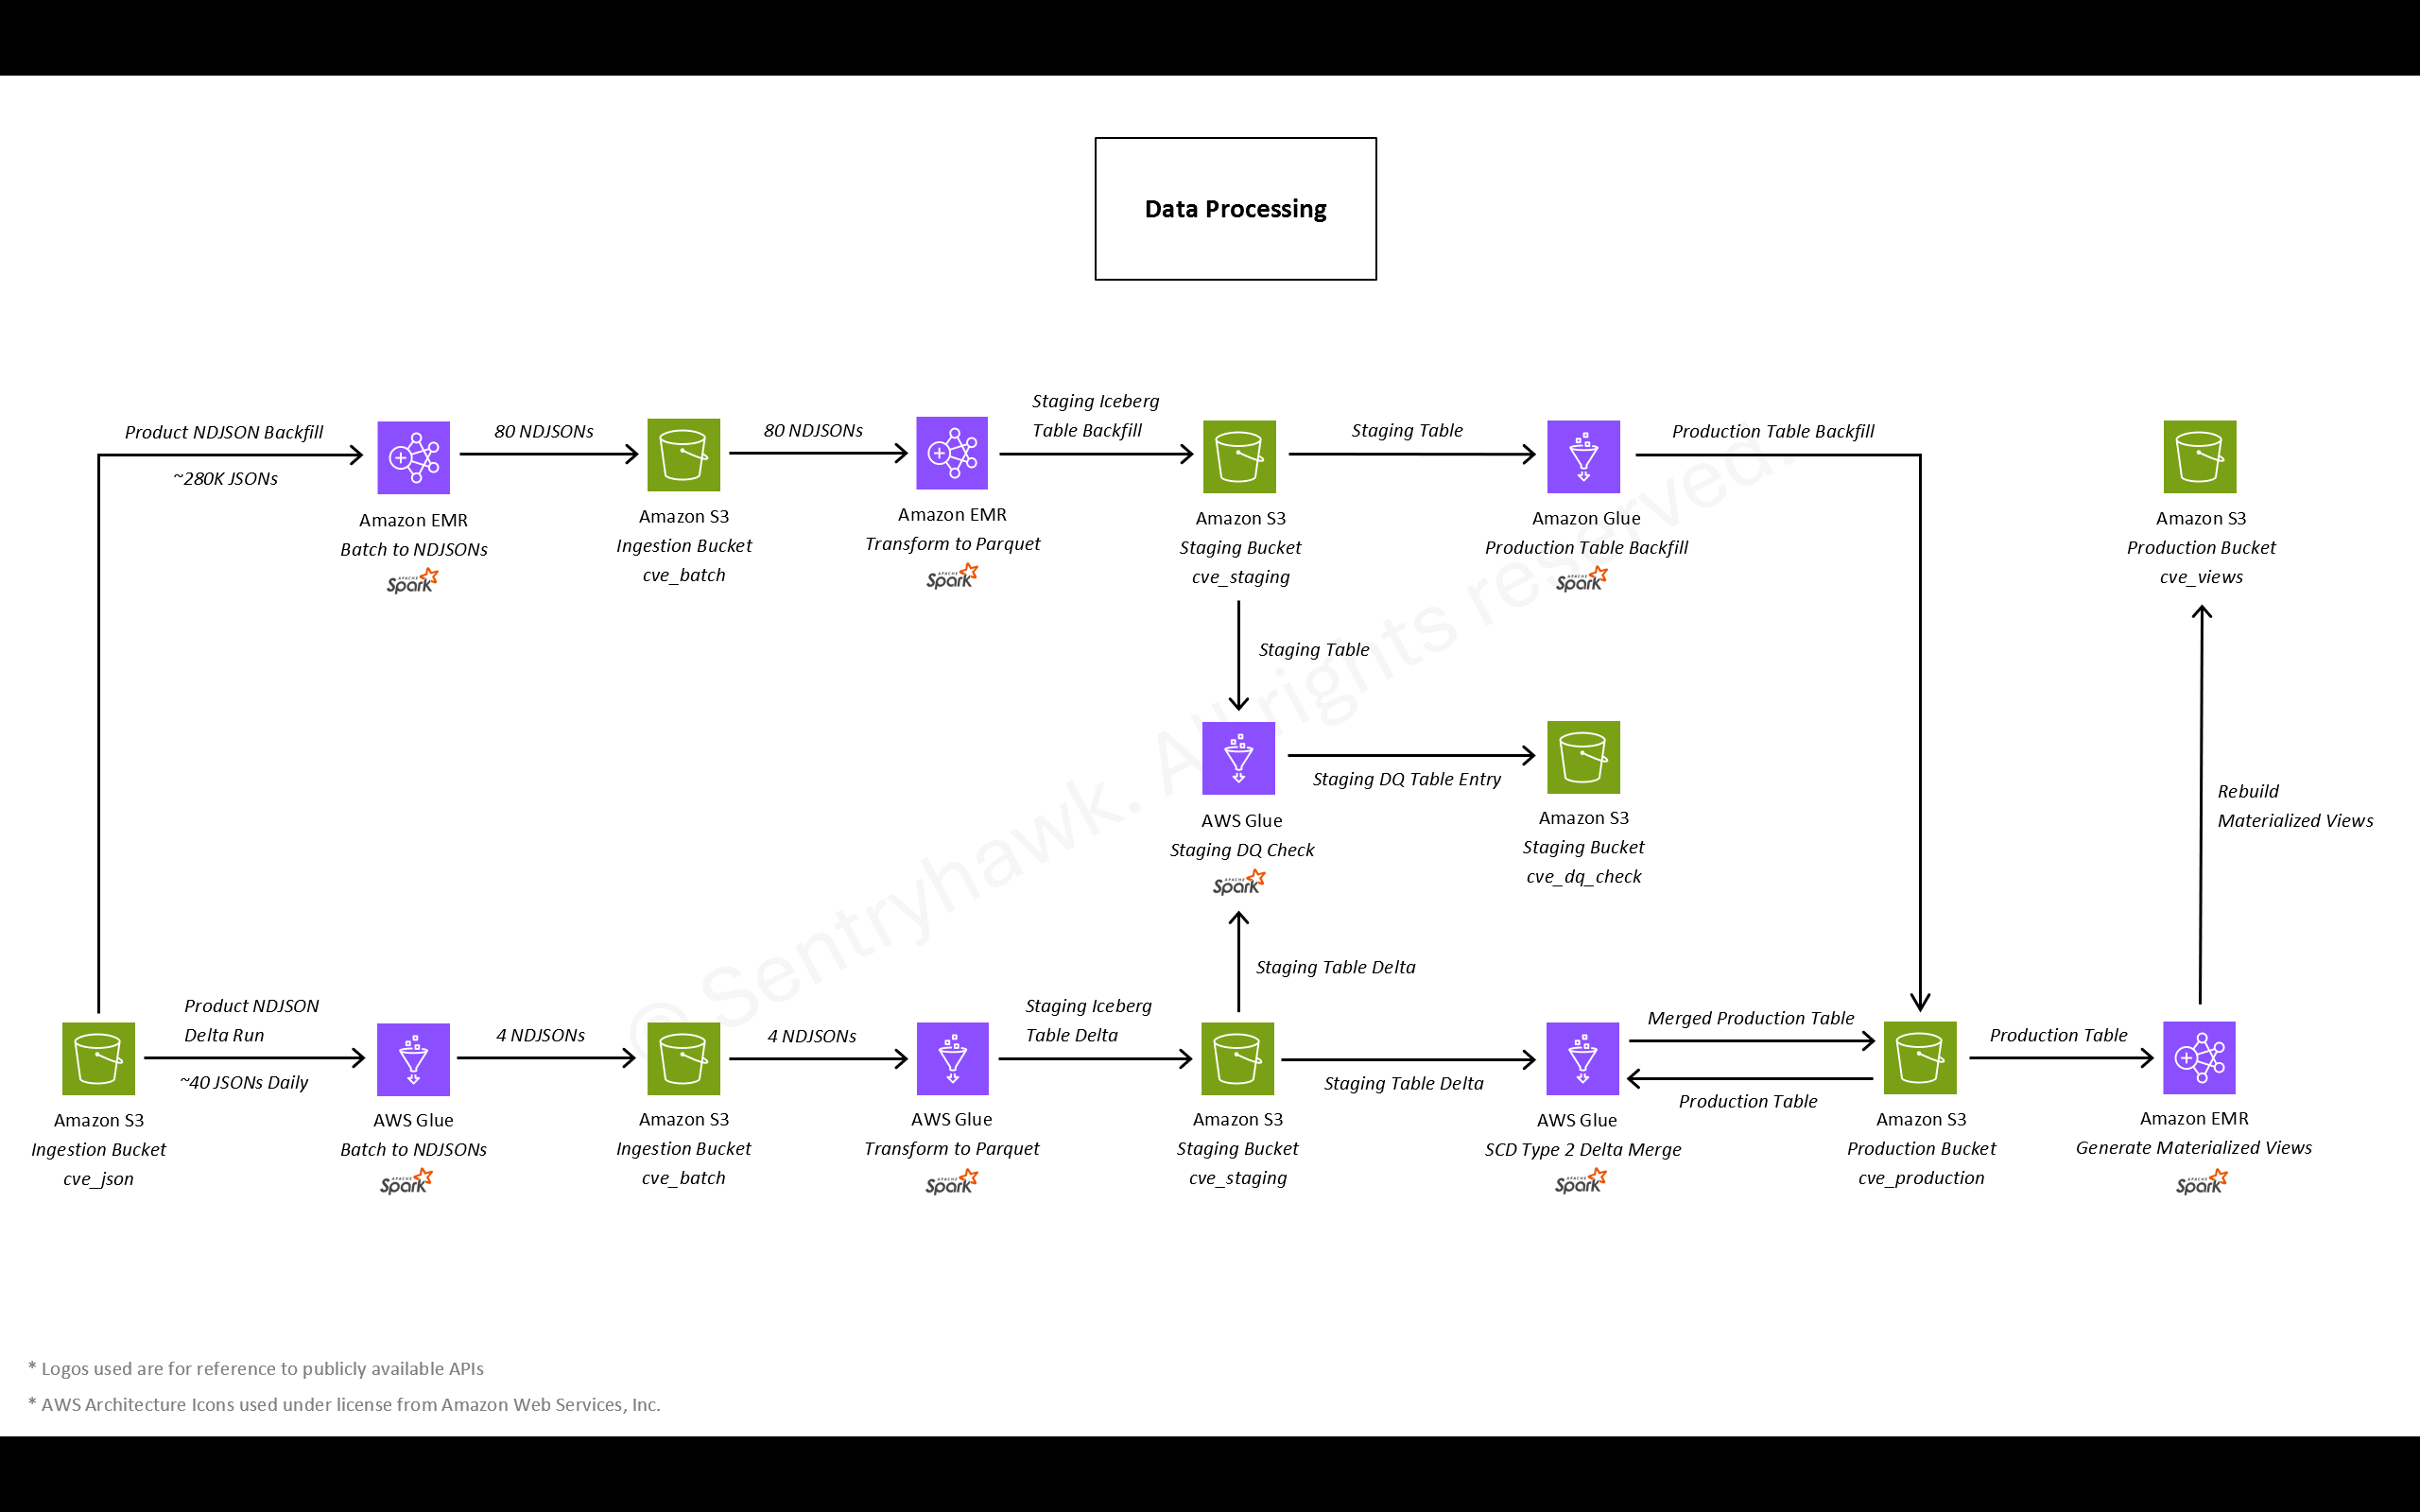 Data Processing
Product NDJSON Backfill
~280K JSONs
Amazon EMR
Batch to NDJSONs
APACHE
Spark
80 NDJSONs
Amazon S3
Ingestion Bucket
cve_batch
80 NDJSONs
Amazon EMR
Transform to Parquet
APACHE
Spark
Staging Iceberg
Table Backfill
Amazon S3
Staging Bucket
cve_staging
Staging Table
Amazon Glue
Production Table Backfill
APACHE
Spark
Production Table Backfill
Amazon S3
Production Bucket
cve_views
Staging Table
AWS Glue
Staging DQ Check
APACHE
Spark
Staging DQ Table Entry
Amazon S3
Staging Bucket
cve_dq_check
Rebuild
Materialized Views
Staging Table Delta
© Sentryhawk. All rights reserved.
Amazon S3
Ingestion Bucket
cve_json
Product NDJSON
Delta Run
~40 JSONs Daily
AWS Glue
Batch to NDJSONs
APACHE
Spark
4 NDJSONs
Amazon S3
Ingestion Bucket
cve_batch
4 NDJSONs
AWS Glue
Transform to Parquet
APACHE
Spark
Staging Iceberg
Table Delta
Amazon S3
Staging Bucket
cve_staging
Staging Table Delta
AWS Glue
SCD Type 2 Delta Merge
APACHE
Spark
Merged Production Table
Production Table
Amazon S3
Production Bucket
cve_production
Production Table
Amazon EMR
Generate Materialized Views
APACHE
Spark
* Logos used are for reference to publicly available APIs
* AWS Architecture Icons used under license from Amazon Web Services, Inc.